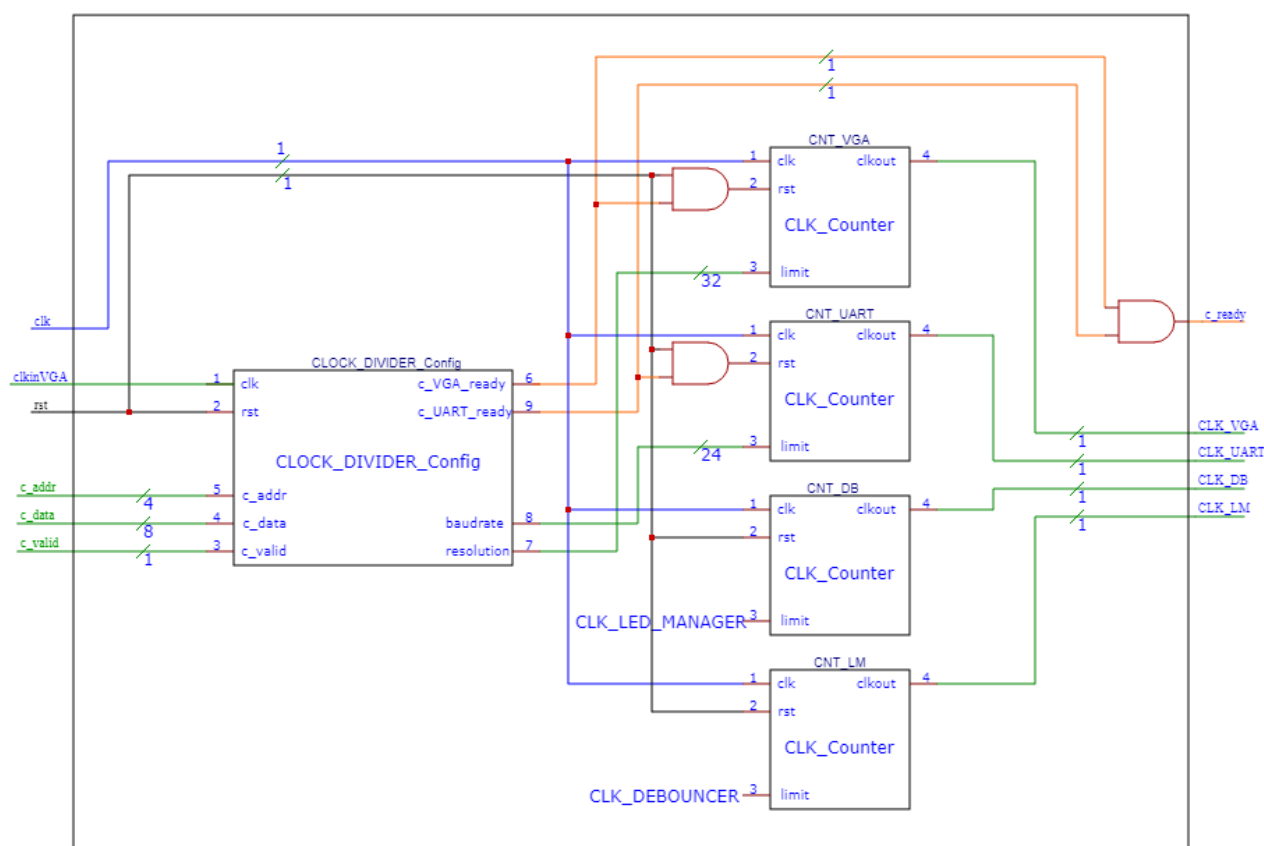 1
1
CNT_VGA
1 clk clkout 4
1
1
2 rst
CLK_Counter
3 limit
32
clk
CNT_UART
1 clk clkout 4
c_ready
CLOCK_DIVIDER_Config
2 rst
clkinVGA
1 clk c_VGA_ready 6
rst
2 rst c_UART_ready 9
CLK_Counter
CLK_VGA
1
3 limit
24
CLK_UART
1
CLOCK_DIVIDER_Config
CNT_DB
CLK_DB
1
c_addr
4
5 c_addr
1 clk clkout 4
CLK_LM
1
c_data
8
4 c_data baudrate 8
2 rst
c_valid
1
3 c_valid resolution 7
CLK_Counter
CLK_LED_MANAGER
3 limit
CNT_LM
1 clk clkout 4
2 rst
CLK_Counter
CLK_DEBOUNCER
3 limit